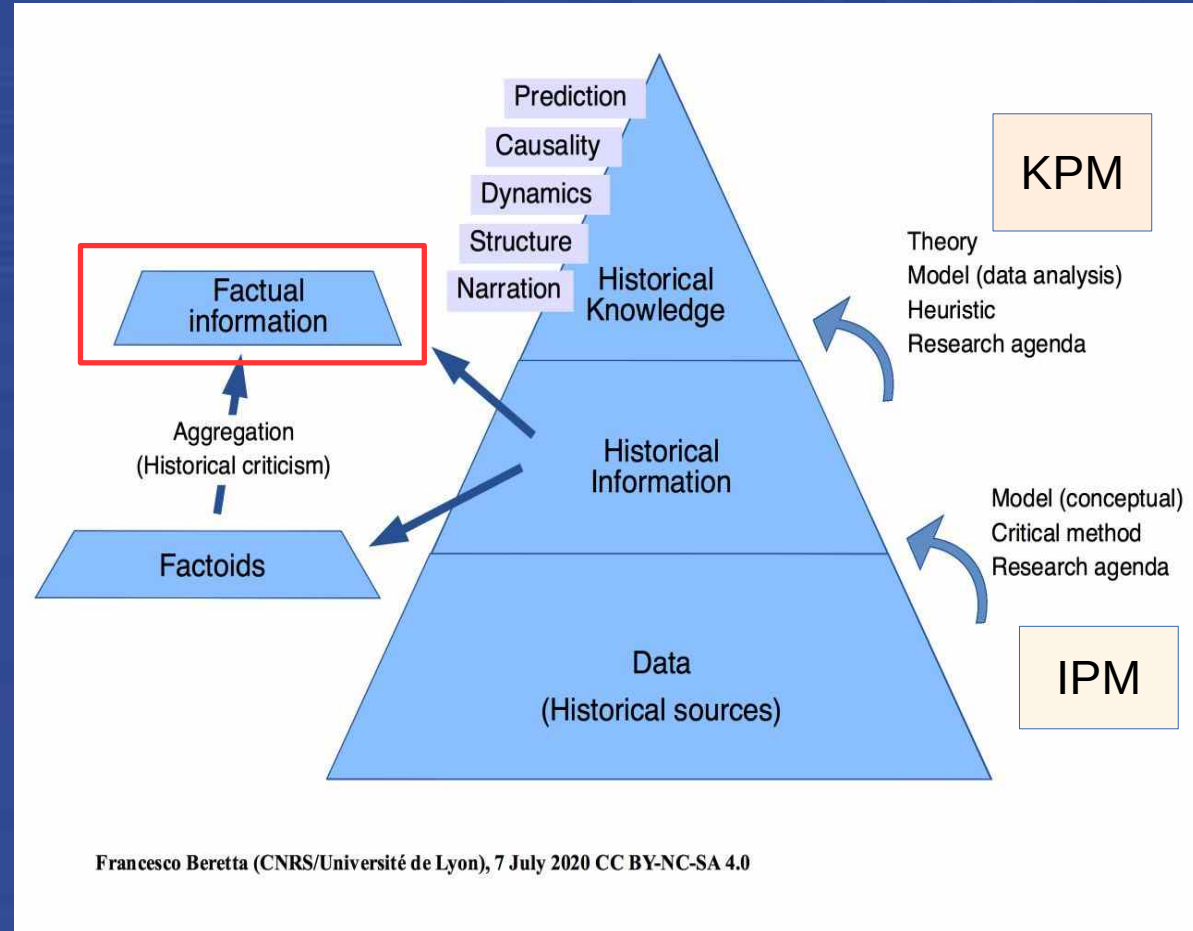 Prediction
Causality
Dynamics
Structure
Narration
Historical
Knowledge
KPM
Theory
Model (data analysis)
Heuristic
Research agenda
Factual
information
Aggregation
(Historical criticism)
Factoids
Historical
Information
Model (conceptual)
Critical method
Research agenda
IPM
Data
(Historical sources)
Francesco Beretta (CNRS/Université de Lyon), 7 July 2020 CC BY-NC-SA 4.0